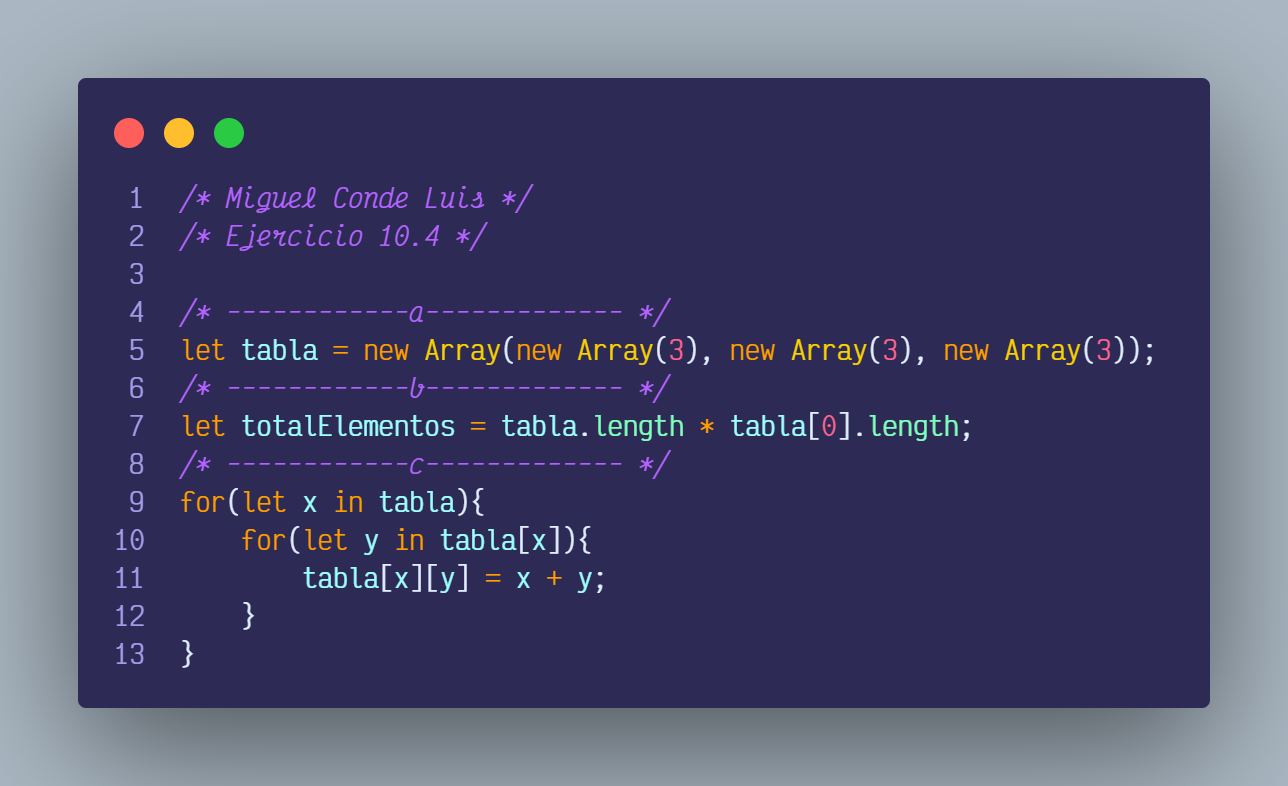 1 /* Miguel Conde Luis */
2 /* Ejercicio 10.4 */
3
4 /* ------------a------------- */
5 let tabla = new Array(new Array(3), new Array(3), new Array(3));
6 /* ------------b------------- */
7 let totalElementos = tabla.length * tabla[0].length;
8 /* ------------c------------- */
9 for(let x in tabla){
10     for(let y in tabla[x]){
11         tabla[x][y] = x + y;
12     }
13 }